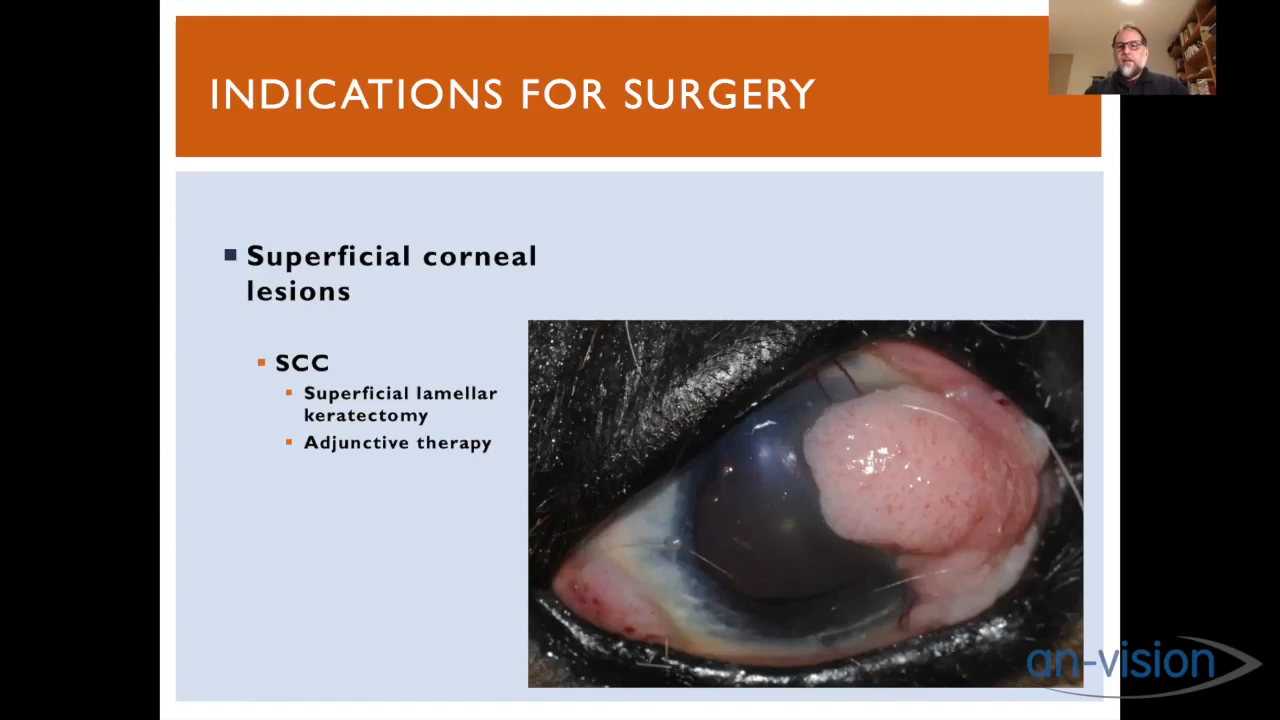 INDICATIONS FOR SURGERY
Superficial corneal
lesions
SCC
Superficial lamellar
keratectomy
Adjunctive therapy
an-vision